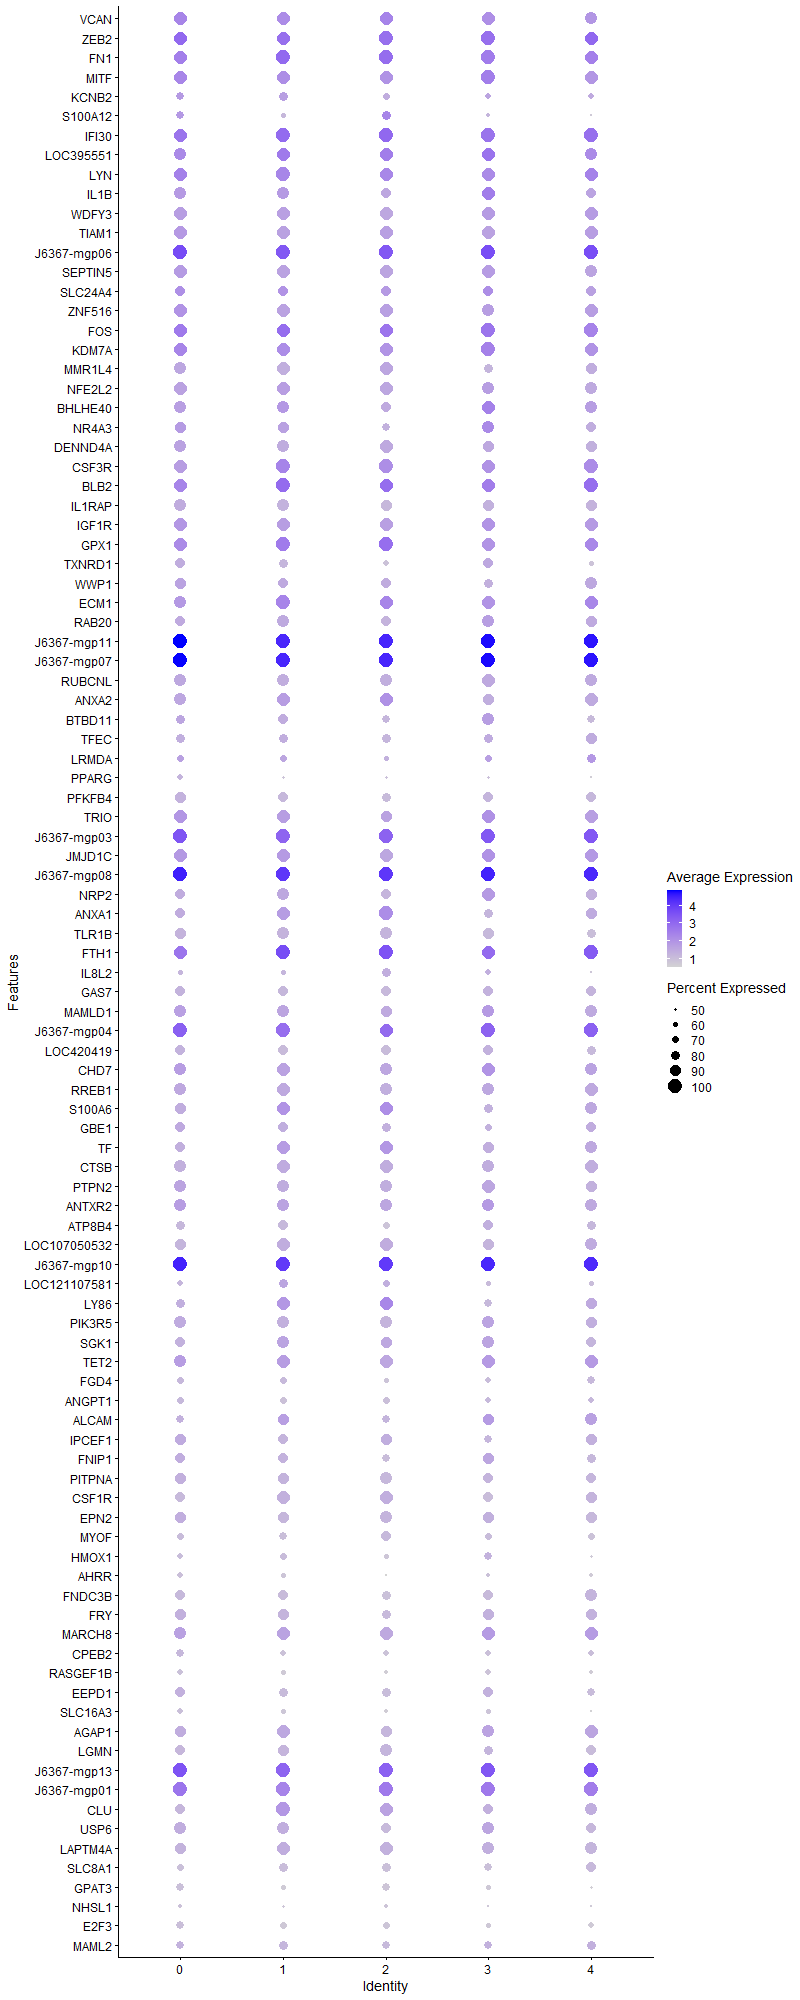 VCAN
ZEB2
FN1
MITF
KCNB2
S100A12
IFI30
LOC395551
LYN
IL1B
WDFY3
TIAM1
J6367-mgp06
SEPTIN5
SLC24A4
ZNF516
FOS
KDM7A
MMR1L4
NFE2L2
BHLHE40
NR4A3
DENND4A
CSF3R
BLB2
IL1RAP
IGF1R
GPX1
TXNRD1
WWP1
ECM1
RAB20
J6367-mgp11
J6367-mgp07
RUBCNL
ANXA2
BTBD11
TFEC
LRMDA
PPARG
PFKFB4
TRIO
J6367-mgp03
JMJD1C
J6367-mgp08
NRP2
ANXA1
TLR1B
FTH1
IL8L2
GAS7
MAMLD1
J6367-mgp04
LOC420419
CHD7
RREB1
S100A6
GBE1
TF
CTSB
PTPN2
ANTXR2
ATP8B4
LOC107050532
J6367-mgp10
LOC121107581
LY86
PIK3R5
SGK1
TET2
FGD4
ANGPT1
ALCAM
IPCEF1
FNIP1
PITPNA
CSF1R
EPN2
MYOF
HMOX1
AHRR
FNDC3B
FRY
MARCH8
CPEB2
RASGEF1B
EEPD1
SLC16A3
AGAP1
LGMN
J6367-mgp13
J6367-mgp01
CLU
USP6
LAPTM4A
SLC8A1
GPAT3
NHSL1
E2F3
MAML2
Features
0 1 2 3 4
Identity
Average Expression
4
3
2
1
Percent Expressed
50
60
70
80
90
100